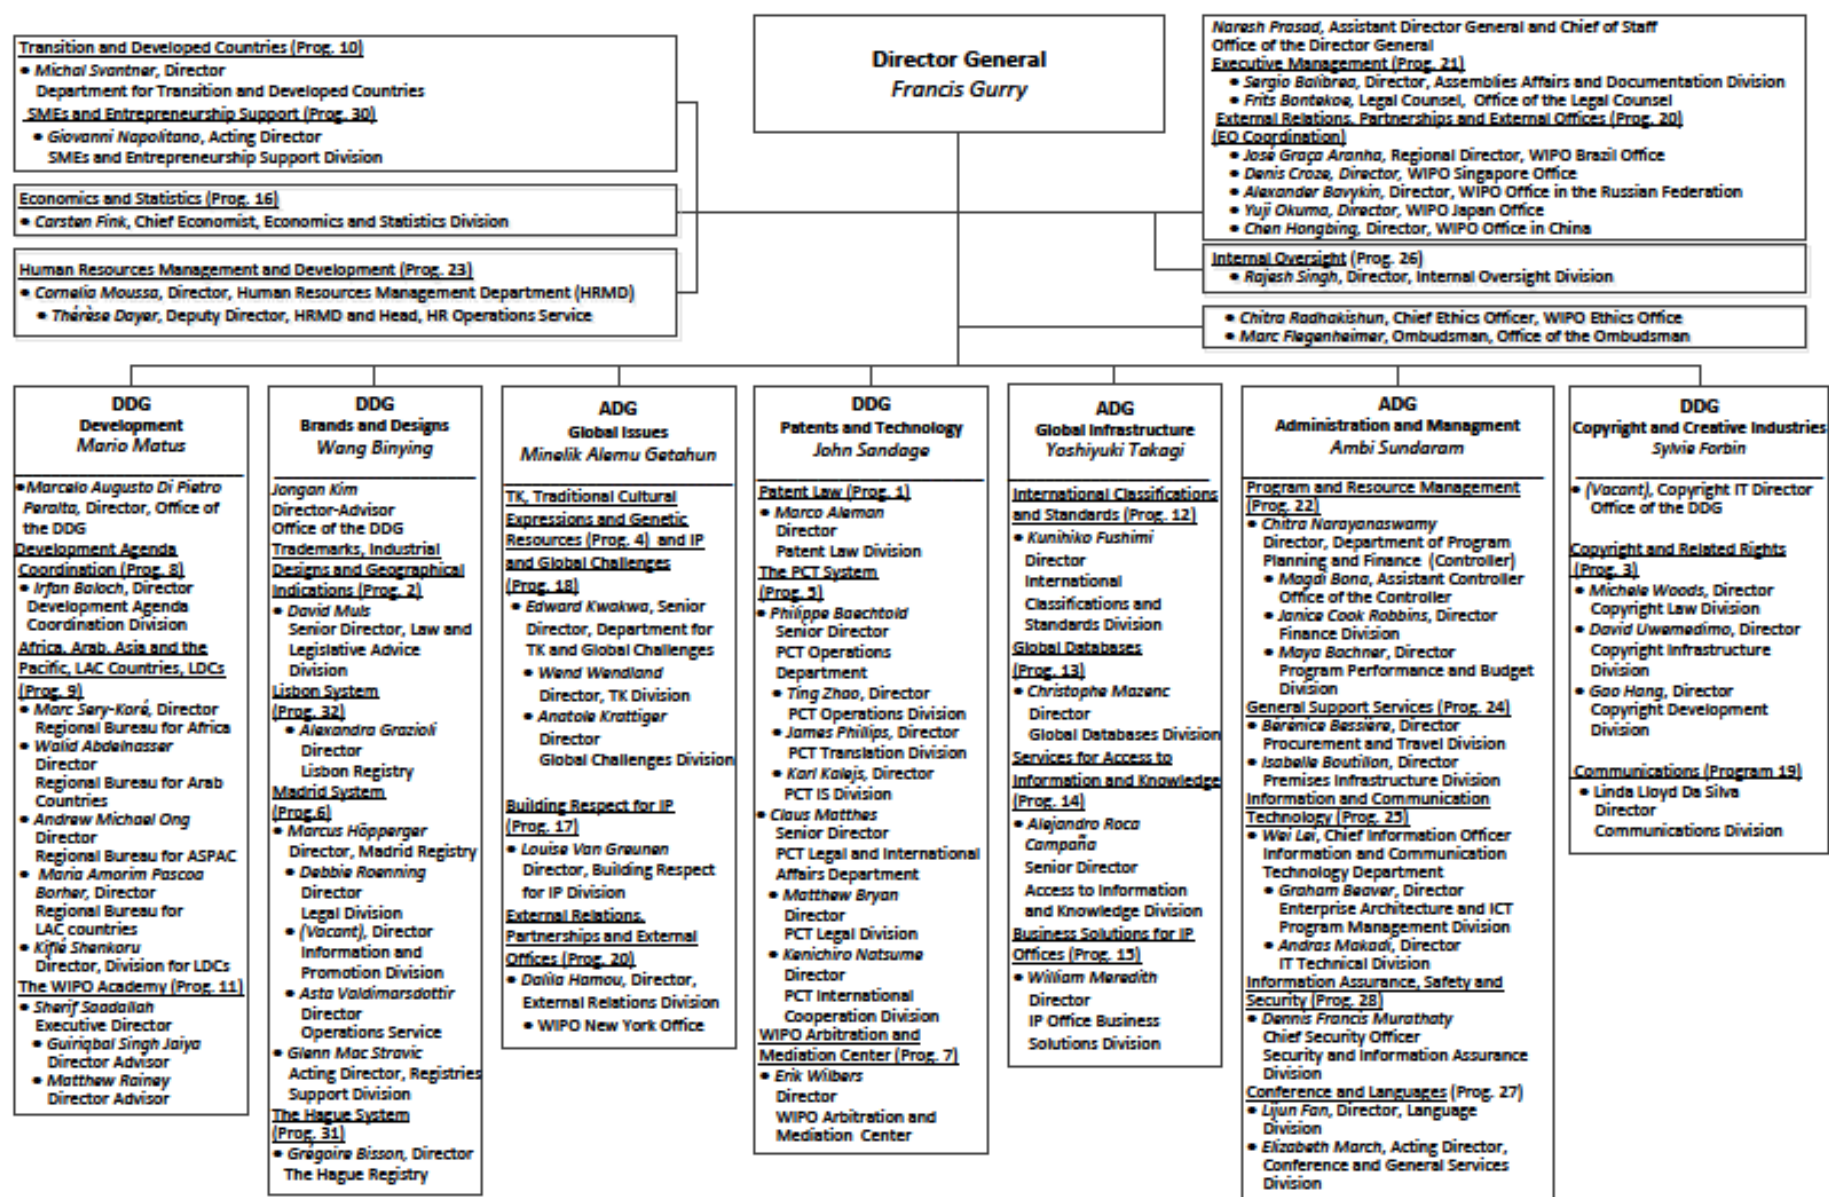 Director General
Francis Gurry
Transition and Developed Countries (Prog. 10)
• Michal Svantner, Director
Department for Transition and Developed Countries
SMEs and Entrepreneurship Support (Prog. 30)
• Giovanni Napolitano, Acting Director
SMEs and Entrepreneurship Support Division
Economics and Statistics (Prog. 16)
• Carsten Fink, Chief Economist, Economics and Statistics Division
Human Resources Management and Development (Prog. 23)
• Cornelia Moussa, Director, Human Resources Management Department (HRMD)
• Thérèse Dayer, Deputy Director, HRMD and Head, HR Operations Service
Naresh Prasad, Assistant Director General and Chief of Staff
Office of the Director General
Executive Management (Prog. 21)
• Sergio Balibrea, Director, Assemblies Affairs and Documentation Division
• Frits Bontekoe, Legal Counsel, Office of the Legal Counsel
External Relations, Partnerships and External Offices (Prog. 20)
(EO Coordination)
• José Graça Aranha, Regional Director, WIPO Brazil Office
• Denis Croze, Director, WIPO Singapore Office
• Alexander Bavykin, Director, WIPO Office in the Russian Federation
• Yuji Okuma, Director, WIPO Japan Office
• Chen Hongbing, Director, WIPO Office in China
Internal Oversight (Prog. 26)
• Rajesh Singh, Director, Internal Oversight Division
• Chitra Radhakishun, Chief Ethics Officer, WIPO Ethics Office
• Marc Flegenheimer, Ombudsman, Office of the Ombudsman
DDG
Development
Mario Matus
• Marcelo Augusto Di Pietro
Peralta, Director, Office of
the DDG
Development Agenda
Coordination (Prog. 8)
• Irfan Baloch, Director
Development Agenda
Coordination Division
Africa, Arab, Asia and the
Pacific, LAC Countries, LDCs
(Prog. 9)
• Marc Sery-Koré, Director
Regional Bureau for Africa
• Walid Abdelnasser
Director
Regional Bureau for Arab
Countries
• Andrew Michael Ong
Director
Regional Bureau for ASPAC
• Maria Amorim Pascoa
Borher, Director
Regional Bureau for
LAC countries
• Kiflé Shenkoru
Director, Division for LDCs
The WIPO Academy (Prog. 11)
• Sherif Saadallah
Executive Director
• Guiriqbal Singh Jaiya
Director Advisor
• Matthew Rainey
Director Advisor
DDG
Brands and Designs
Wang Binying
Jongan Kim
Director-Advisor
Office of the DDG
Trademarks, Industrial
Designs and Geographical
Indications (Prog. 2)
• David Muls
Senior Director, Law and
Legislative Advice
Division
Lisbon System
(Prog. 32)
• Alexandra Grazioli
Director
Lisbon Registry
Madrid System
(Prog.6)
• Marcus Höpperger
Director, Madrid Registry
• Debbie Roenning
Director
Legal Division
• (Vacant), Director
Information and
Promotion Division
• Asta Valdimarsdottir
Director
Operations Service
• Glenn Mac Stravic
Acting Director, Registries
Support Division
The Hague System
(Prog. 31)
• Grégoire Bisson, Director
The Hague Registry
ADG
Global Issues
Minelik Alemu Getahun
TK, Traditional Cultural
Expressions and Genetic
Resources (Prog. 4) and IP
and Global Challenges
(Prog. 18)
• Edward Kwakwa, Senior
Director, Department for
TK and Global Challenges
• Wend Wendland
Director, TK Division
• Anatole Krattiger
Director
Global Challenges Division
Building Respect for IP
(Prog. 17)
• Louise Van Greunen
Director, Building Respect
for IP Division
External Relations,
Partnerships and External
Offices (Prog. 20)
• Dalila Hamou, Director,
External Relations Division
• WIPO New York Office
DDG
Patents and Technology
John Sandage
Patent Law (Prog. 1)
• Marco Aleman
Director
Patent Law Division
The PCT System
(Prog. 5)
• Philippe Baechtold
Senior Director
PCT Operations
Department
• Ting Zhao, Director
PCT Operations Division
• James Phillips, Director
PCT Translation Division
• Karl Kalejs, Director
PCT IS Division
• Claus Matthes
Senior Director
PCT Legal and International
Affairs Department
• Matthew Bryan
Director
PCT Legal Division
• Kenichiro Natsume
Director
PCT International
Cooperation Division
WIPO Arbitration and
Mediation Center (Prog. 7)
• Erik Wilbers
Director
WIPO Arbitration and
Mediation Center
ADG
Global Infrastructure
Yoshiyuki Takagi
International Classifications
and Standards (Prog. 12)
• Kunihiko Fushimi
Director
International
Classifications and
Standards Division
Global Databases
(Prog. 13)
• Christophe Mazenc
Director
Global Databases Division
Services for Access to
Information and Knowledge
(Prog. 14)
• Alejandro Roca
Campaña
Senior Director
Access to Information
and Knowledge Division
Business Solutions for IP
Offices (Prog. 15)
• William Meredith
Director
IP Office Business
Solutions Division
ADG
Administration and Managment
Ambi Sundaram
Program and Resource Management
(Prog. 22)
• Chitra Narayanaswamy
Director, Department of Program
Planning and Finance (Controller)
• Magdi Bona, Assistant Controller
Office of the Controller
• Janice Cook Robbins, Director
Finance Division
• Maya Bachner, Director
Program Performance and Budget
Division
General Support Services (Prog. 24)
• Bérénice Bessière, Director
Procurement and Travel Division
• Isabelle Boutillon, Director
Premises Infrastructure Division
Information and Communication
Technology (Prog. 25)
• Wei Lei, Chief Information Officer
Information and Communication
Technology Department
• Graham Beaver, Director
Enterprise Architecture and ICT
Program Management Division
• Andras Makadi, Director
IT Technical Division
Information Assurance, Safety and
Security (Prog. 28)
• Dennis Francis Murathaty
Chief Security Officer
Security and Information Assurance
Division
Conference and Languages (Prog. 27)
• Lijun Fan, Director, Language
Division
• Elizabeth March, Acting Director,
Conference and General Services
Division
DDG
Copyright and Creative Industries
Sylvie Forbin
• (Vacant), Copyright IT Director
Office of the DDG
Copyright and Related Rights
(Prog. 3)
• Michele Woods, Director
Copyright Law Division
• David Uwemedimo, Director
Copyright Infrastructure
Division
• Gao Hang, Director
Copyright Development
Division
Communications (Program 19)
• Linda Lloyd Da Silva
Director
Communications Division